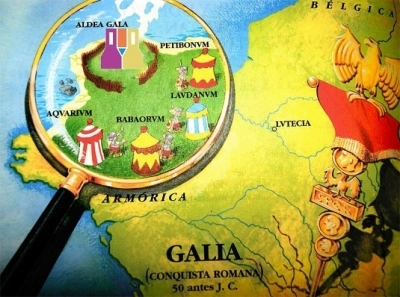 BÉLGICA
ALDEA GALA
PETIBONVM
LAVDANVM
AQVARIVM
BABAORVM
LVTECIA
ARMÓRICA
GALIA
(CONQUISTA ROMANA)
50 antes J. C.